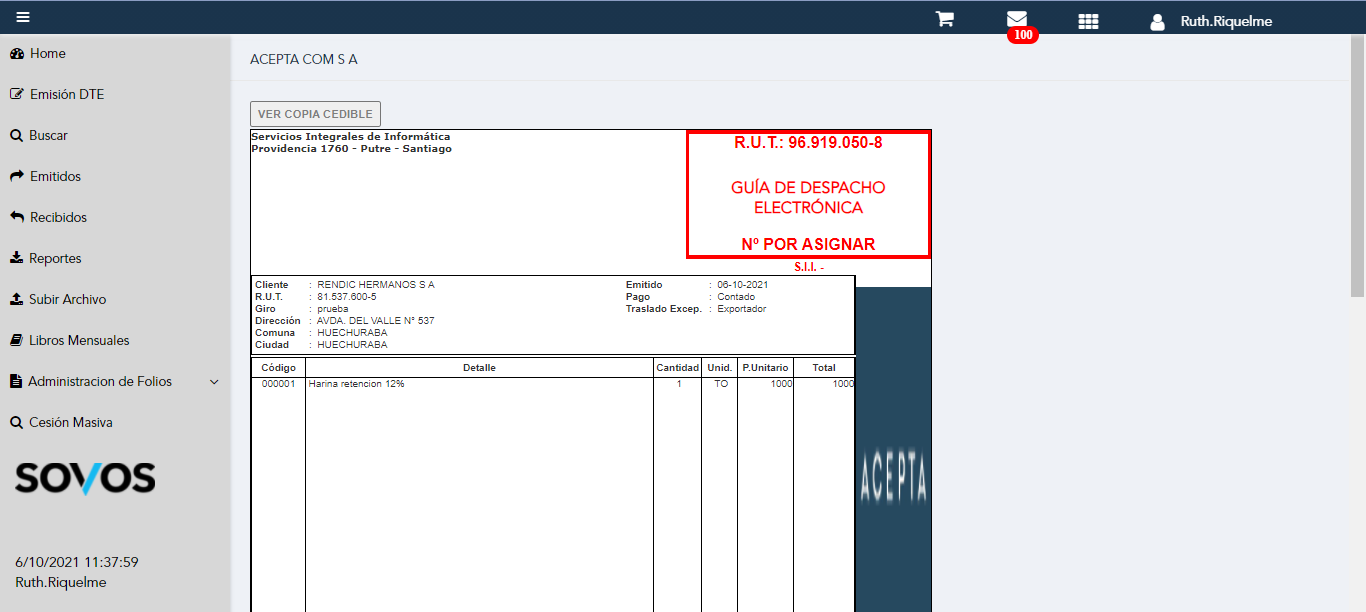 Ruth.Riquelme
100
Home
Emisión DTE
Buscar
Emitidos
Recibidos
Reportes
Subir Archivo
Libros Mensuales
Administracion de Folios
Cesión Masiva
SOVOS
6/10/2021 11:37:59
Ruth.Riquelme
ACEPTA COM S A
VER COPIA CEDIBLE
Servicios Integrales de Informática
Providencia 1760 - Putre - Santiago
R.U.T.: 96.919.050-8
GUÍA DE DESPACHO
ELECTRÓNICA
Nº POR ASIGNAR
S.I.I. -
Cliente : RENDIC HERMANOS S A Emitido : 06-10-2021
R.U.T. : 81.537.600-5 Pago : Contado
Giro : prueba Traslado Excep. : Exportador
Dirección : AVDA. DEL VALLE N° 537
Comuna : HUECHURABA
Ciudad : HUECHURABA
Código Detalle Cantidad Unid. P.Unitario Total
000001 Harina retencion 12% 1 TO 1000 1000
ACEPTA